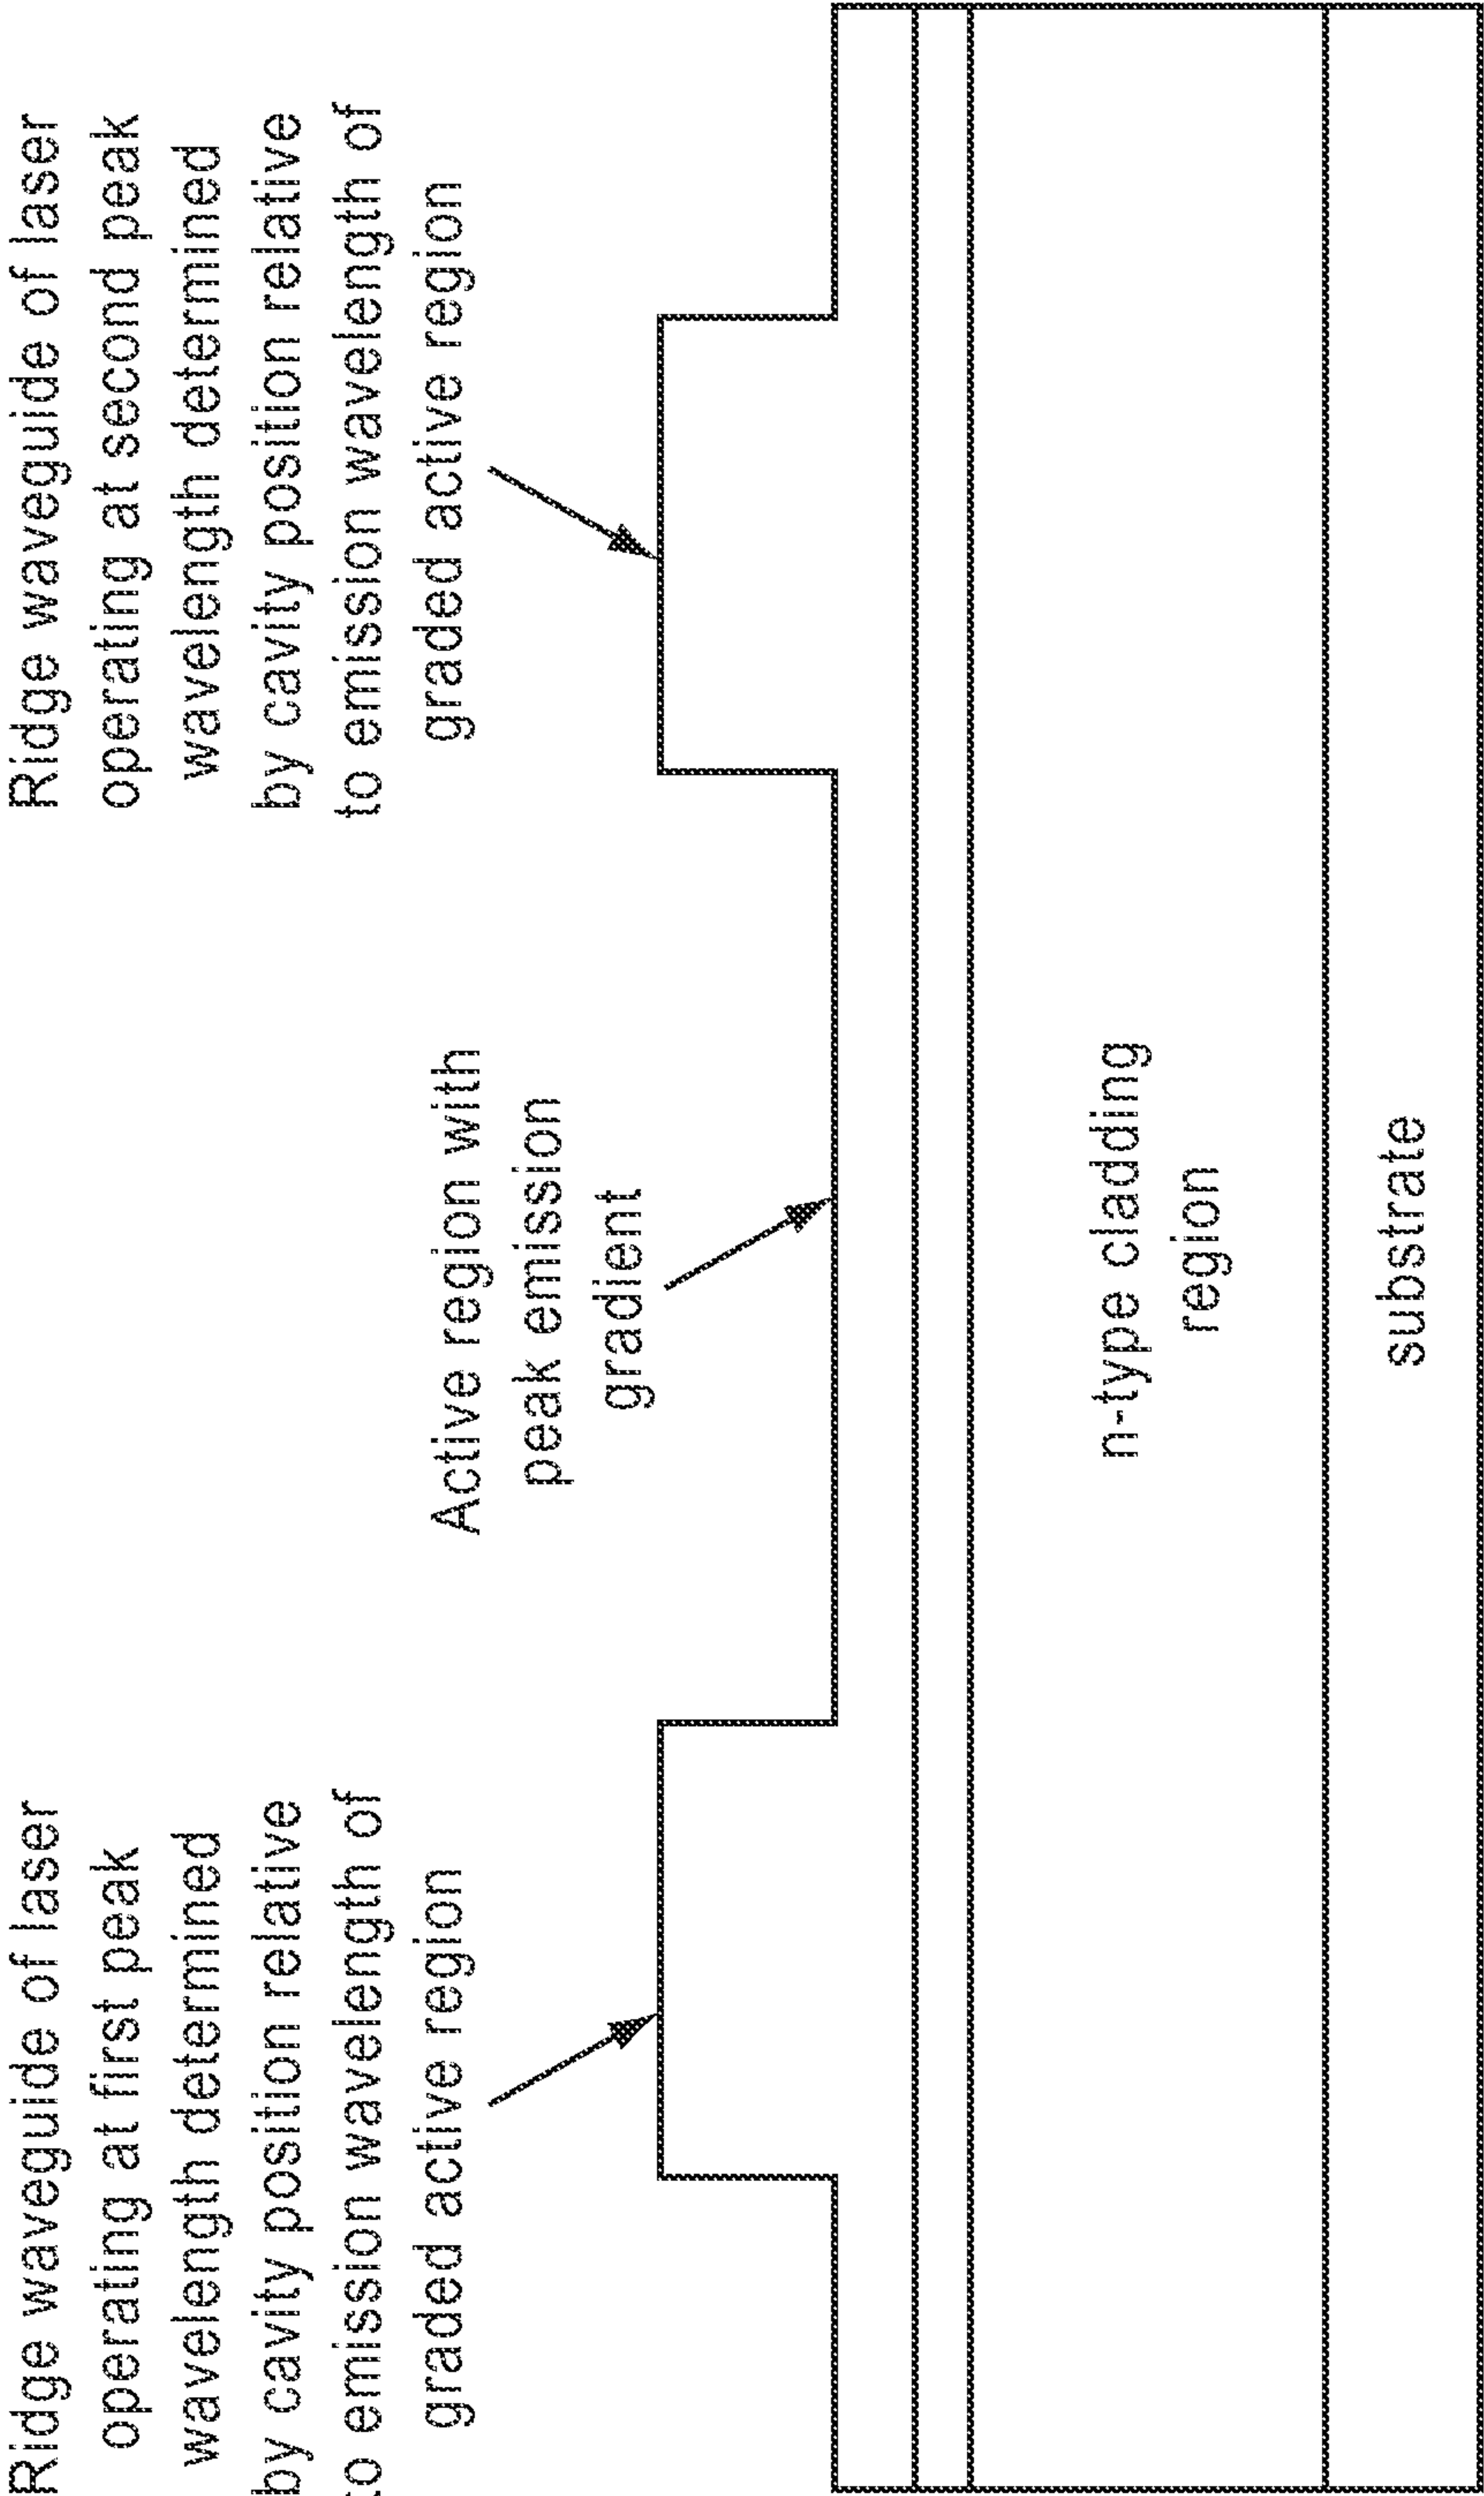 Ridge waveguide of laser
operating at first peak
wavelength determined
by cavity position relative
to emission wavelength of
graded active region
Active region with
peak emission
gradient
Ridge waveguide of laser
operating at second peak
wavelength determined
by cavity position relative
to emission wavelength of
graded active region
n-type cladding
region
substrate